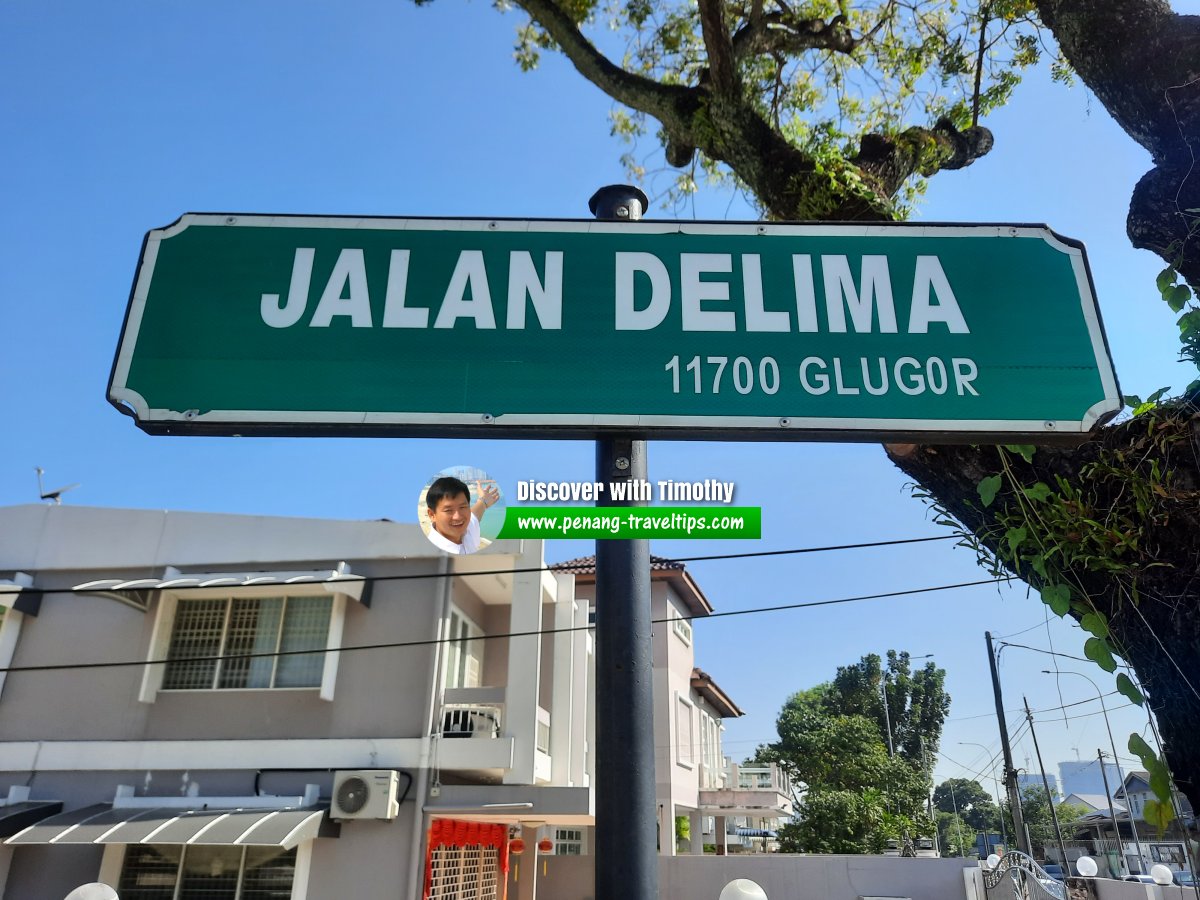 JALAN DELIMA
11700 GLUGOR
Discover with Timothy
www.penang-traveltips.com